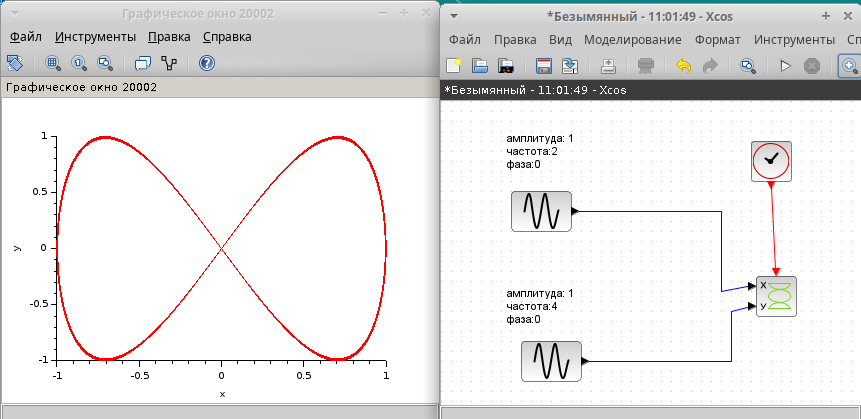 Графическое окно 20002
Файл Инструменты Правка Справка
Графическое окно 20002
1
0.5
0
-0.5
-1
y
-1 -0.5 0 0.5 1
x
*Безымянный - 11:01:49 - Xcos
Файл Правка Вид Моделирование Формат Инструменты
*Безымянный - 11:01:49 - Xcos
амплитуда: 1
частота:2
фаза:0
X
y
амплитуда: 1
частота:4
фаза:0